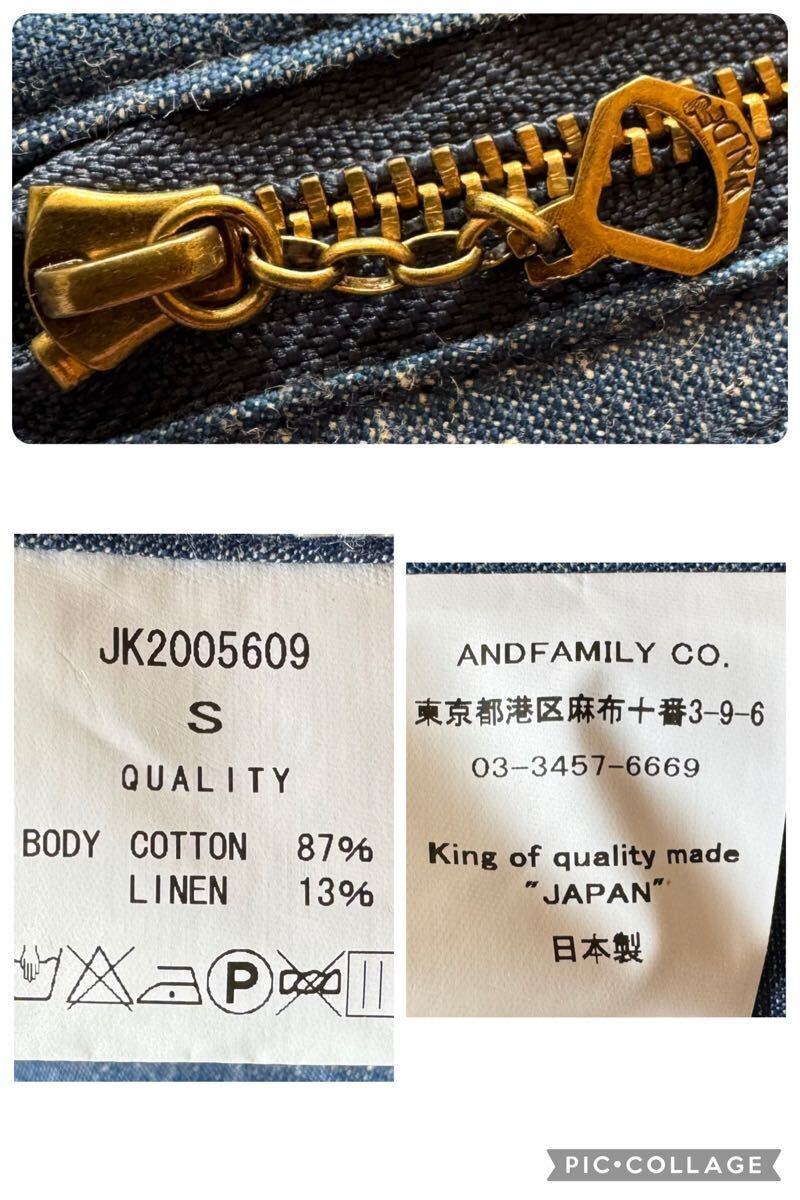 JK2005609
S
QUALITY
BODY COTTON 87%
LINEN 13%
P
ANDFAMILY CO.
東京都港区麻布十番3-9-6
03-3457-6669
King of quality made
"JAPAN"
日本製
PIC•COLLAGE